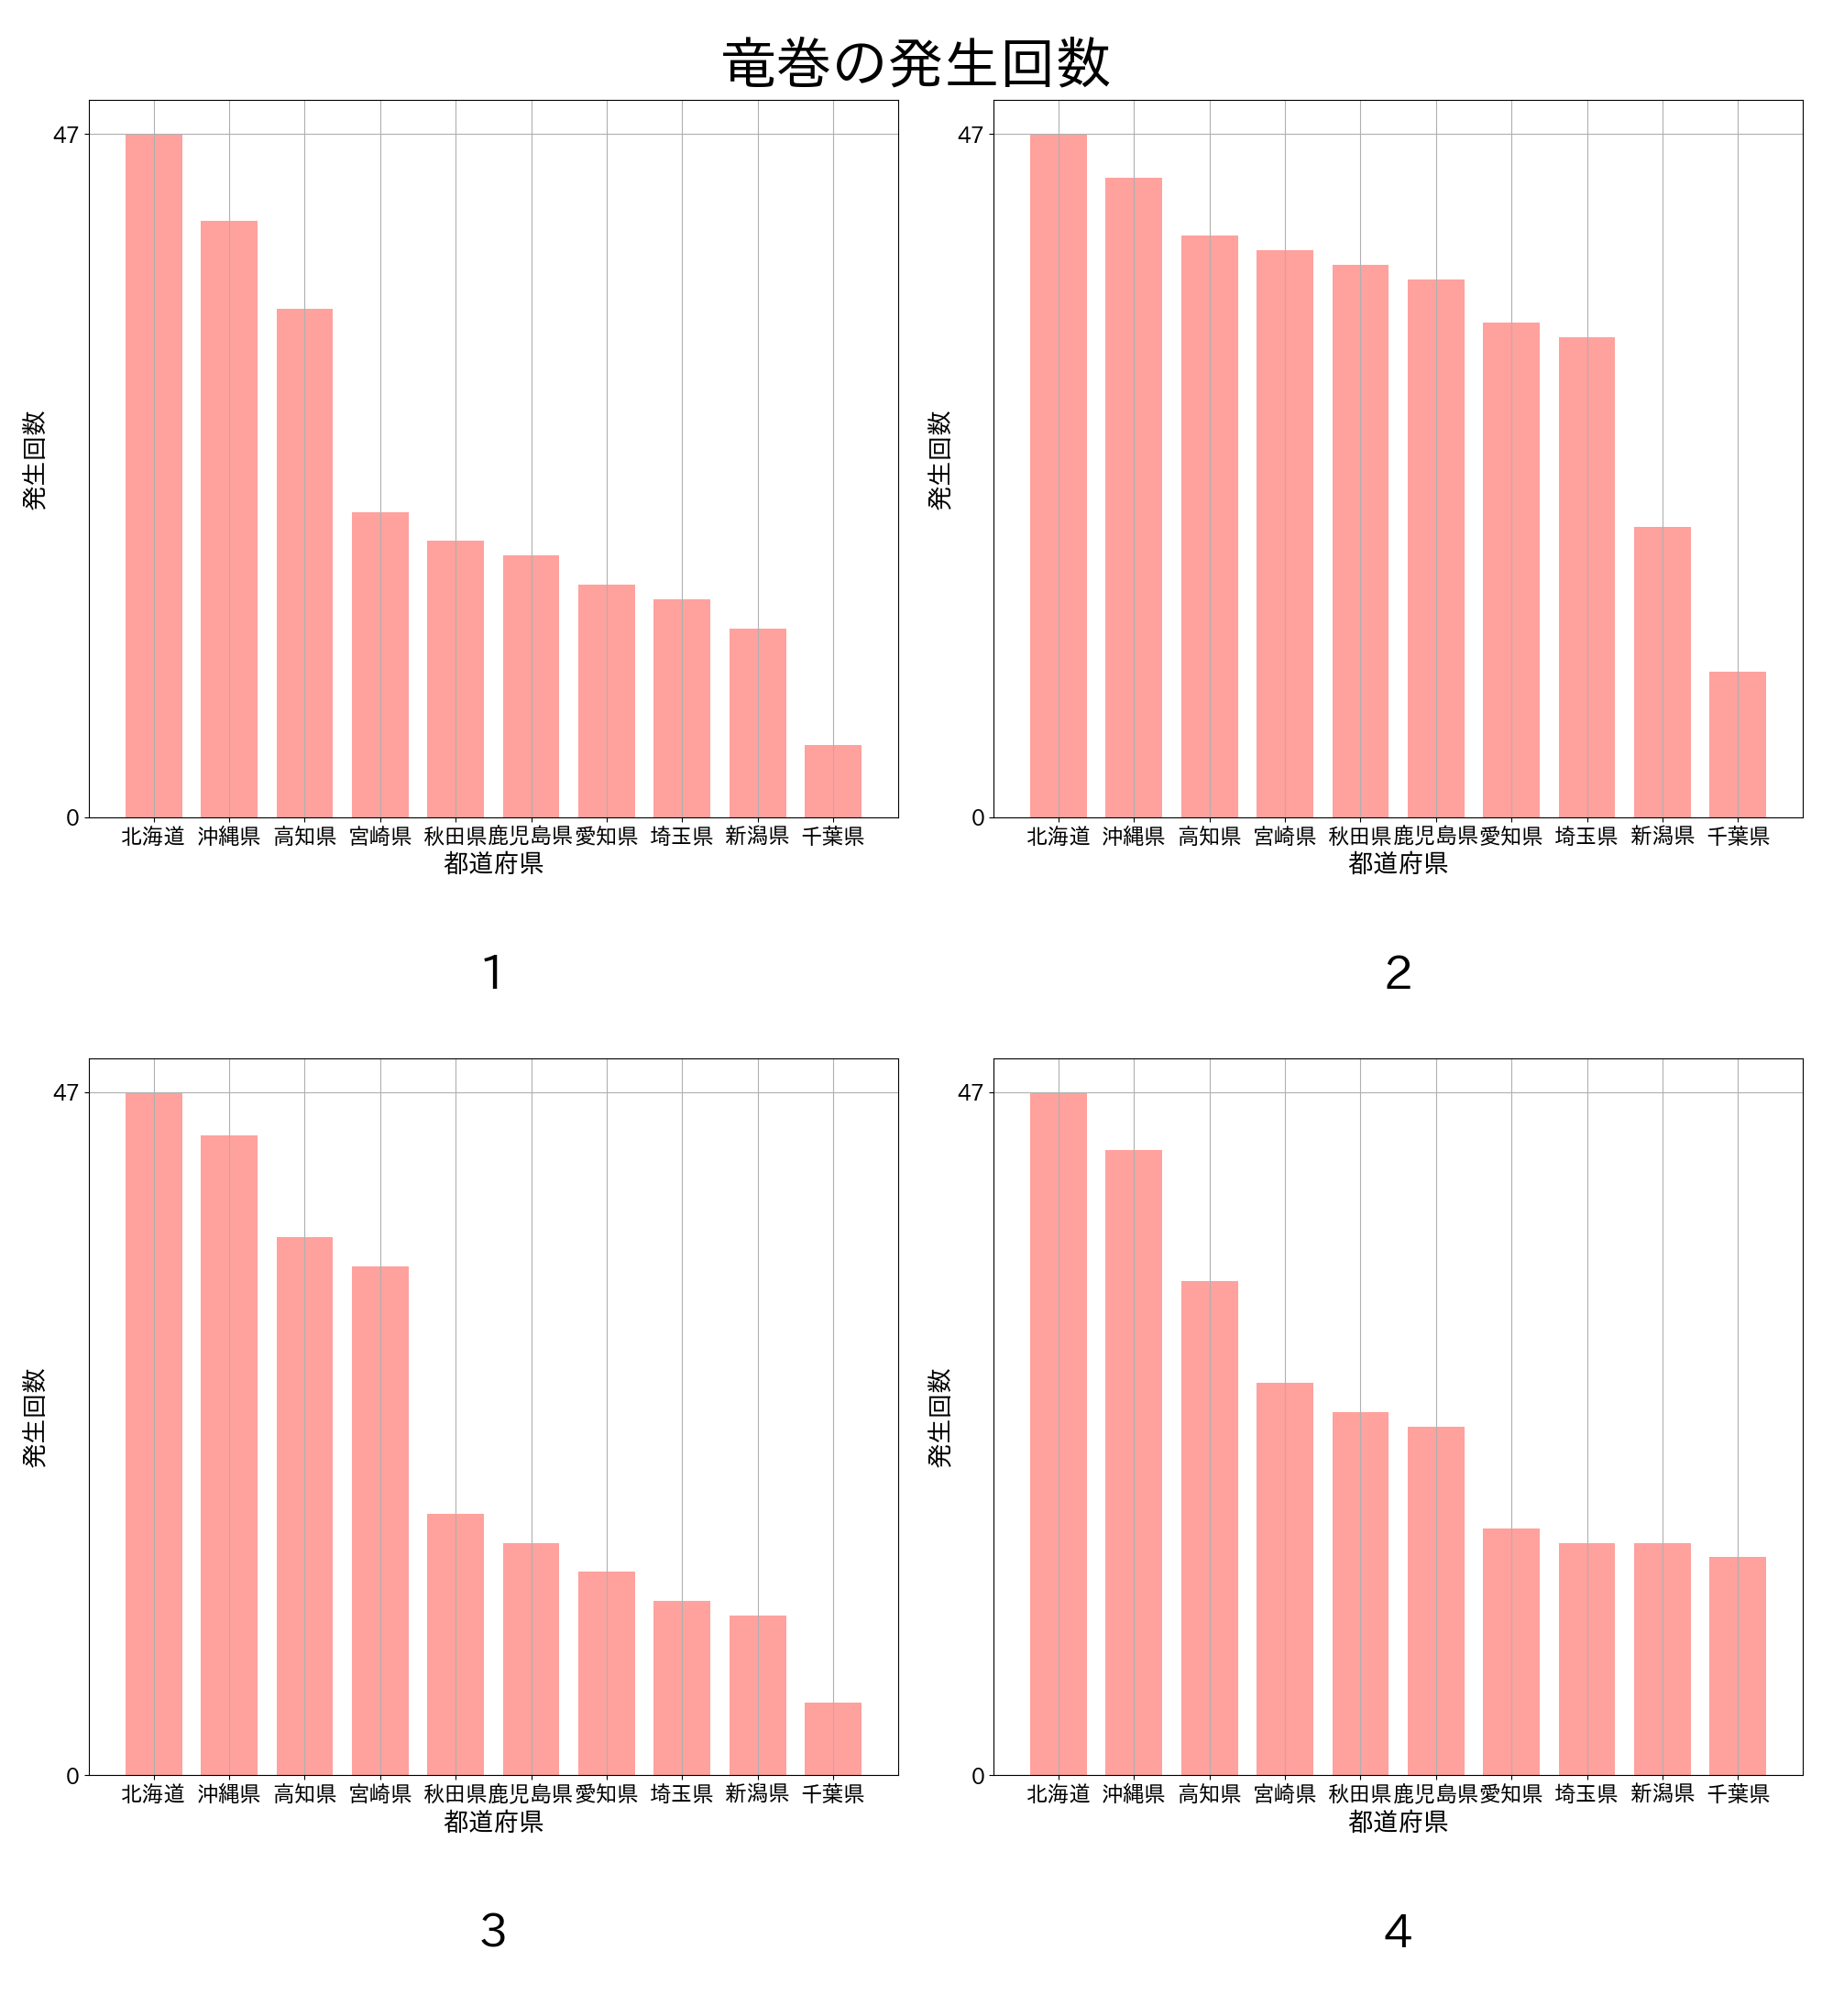 竜巻の発生回数
47
0
発生回数
北海道 沖縄県 高知県 宮崎県 秋田県 鹿児島県 愛知県 埼玉県 新潟県 千葉県
都道府県
1
47
0
発生回数
北海道 沖縄県 高知県 宮崎県 秋田県 鹿児島県 愛知県 埼玉県 新潟県 千葉県
都道府県
2
47
0
発生回数
北海道 沖縄県 高知県 宮崎県 秋田県 鹿児島県 愛知県 埼玉県 新潟県 千葉県
都道府県
3
47
0
発生回数
北海道 沖縄県 高知県 宮崎県 秋田県 鹿児島県 愛知県 埼玉県 新潟県 千葉県
都道府県
4